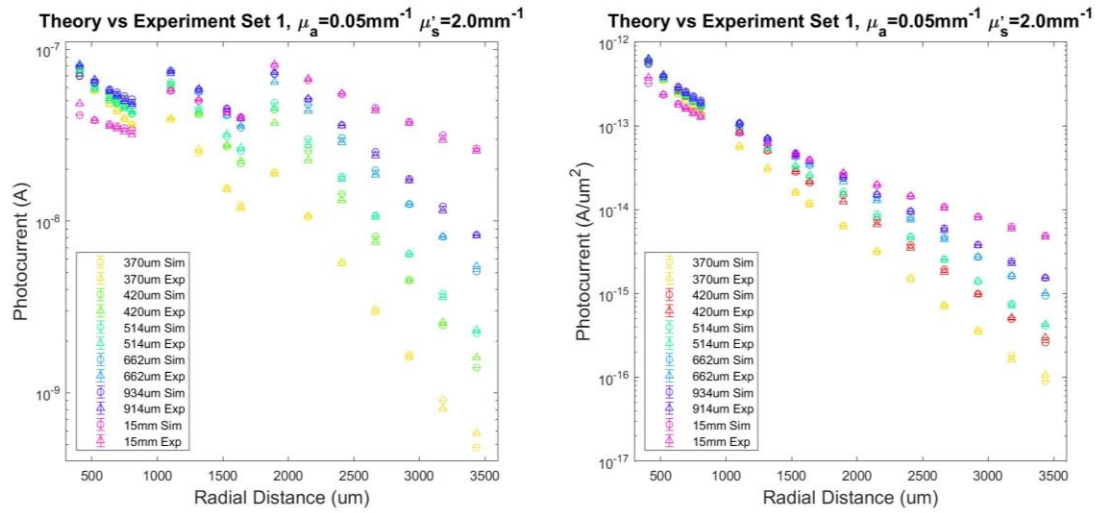 Theory vs Experiment Set 1, μₐ=0.05mm⁻¹ μₛ'=2.0mm⁻¹
10⁻⁷
10⁻⁸
10⁻⁹
Photocurrent (A)
370um Sim
370um Exp
420um Sim
420um Exp
514um Sim
514um Exp
662um Sim
662um Exp
934um Sim
914um Exp
15mm Sim
15mm Exp
500 1000 1500 2000 2500 3000 3500
Radial Distance (um)
Theory vs Experiment Set 1, μₐ=0.05mm⁻¹ μₛ'=2.0mm⁻¹
10⁻¹²
10⁻¹³
10⁻¹⁴
10⁻¹⁵
10⁻¹⁶
10⁻¹⁷
Photocurrent (A/um²)
370um Sim
370um Exp
420um Sim
420um Exp
514um Sim
514um Exp
662um Sim
662um Exp
934um Sim
914um Exp
15mm Sim
15mm Exp
500 1000 1500 2000 2500 3000 3500
Radial Distance (um)